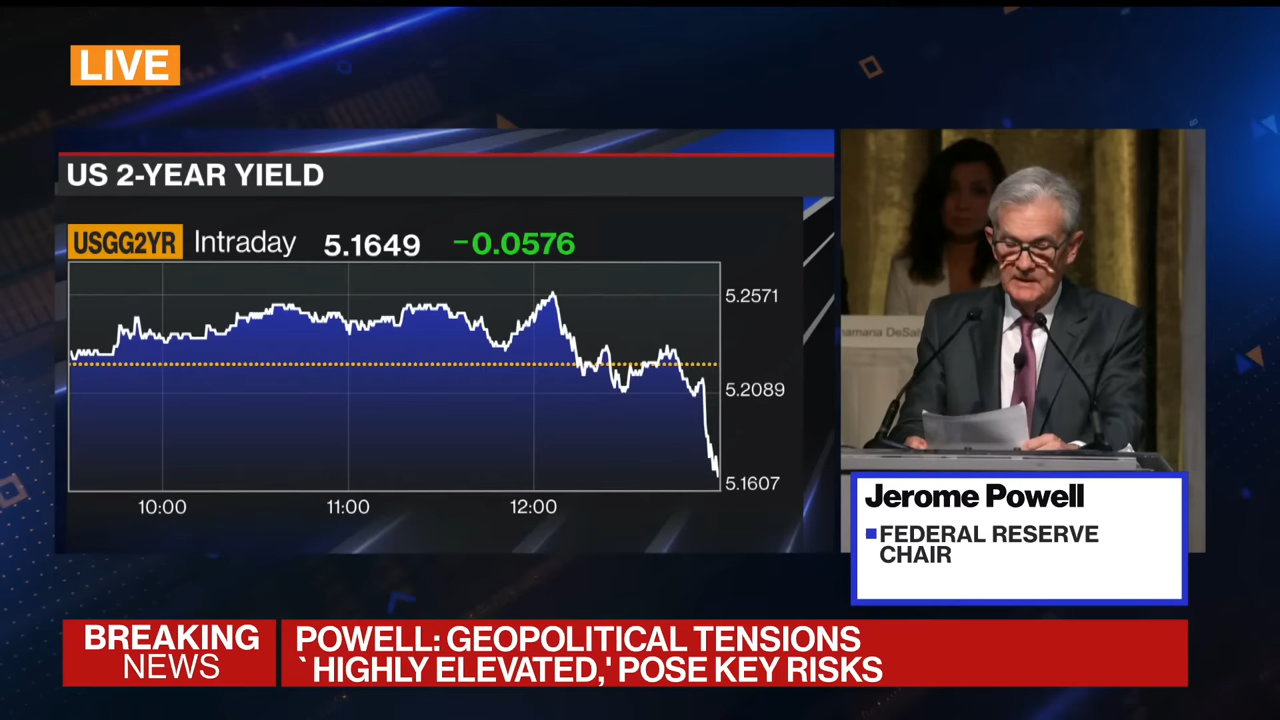 LIVE
US 2-YEAR YIELD
USGG2YR Intraday 5.1649 -0.0576
5.2571
5.2089
5.1607
10:00 11:00 12:00
Jerome Powell
FEDERAL RESERVE
CHAIR
BREAKING
NEWS
POWELL: GEOPOLITICAL TENSIONS
`HIGHLY ELEVATED,' POSE KEY RISKS